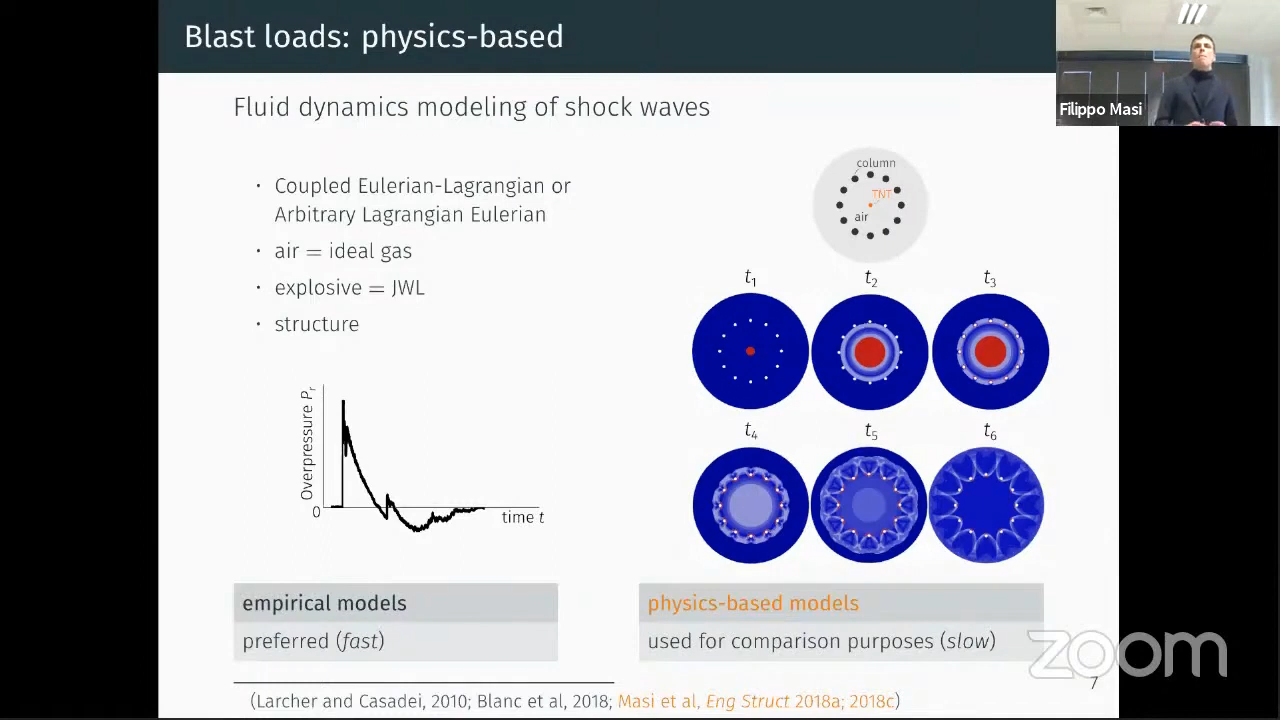 Blast loads: physics-based
Filippo Masi
Fluid dynamics modeling of shock waves
· Coupled Eulerian-Lagrangian or
Arbitrary Lagrangian Eulerian
· air = ideal gas
· explosive = JWL
· structure
column
TNT
air
t₁ t₂ t₃
t₄ t₅ t₆
Overpressure Pᵣ
0
time t
empirical models
preferred (fast)
physics-based models
used for comparison purposes (slow)
zoom
7
(Larcher and Casadei, 2010; Blanc et al, 2018; Masi et al, Eng Struct 2018a; 2018c)